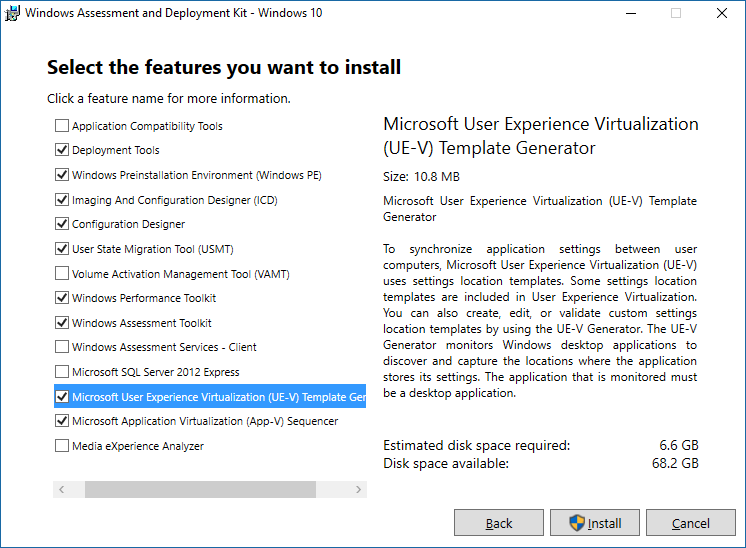 Windows Assessment and Deployment Kit - Windows 10
Select the features you want to install
Click a feature name for more information.
Application Compatibility Tools
Deployment Tools
Windows Preinstallation Environment (Windows PE)
Imaging And Configuration Designer (ICD)
Configuration Designer
User State Migration Tool (USMT)
Volume Activation Management Tool (VAMT)
Windows Performance Toolkit
Windows Assessment Toolkit
Windows Assessment Services - Client
Microsoft SQL Server 2012 Express
Microsoft User Experience Virtualization (UE-V) Template Ger
Microsoft Application Virtualization (App-V) Sequencer
Media eXperience Analyzer
Microsoft User Experience Virtualization
(UE-V) Template Generator
Size: 10.8 MB
Microsoft User Experience Virtualization (UE-V) Template
Generator
To synchronize application settings between user
computers, Microsoft User Experience Virtualization (UE-V)
uses settings location templates. Some settings location
templates are included in User Experience Virtualization.
You can also create, edit, or validate custom settings
location templates by using the UE-V Generator. The UE-V
Generator monitors Windows desktop applications to
discover and capture the locations where the application
stores its settings. The application that is monitored must
be a desktop application.
Estimated disk space required: 6.6 GB
Disk space available: 68.2 GB
Back
Install
Cancel